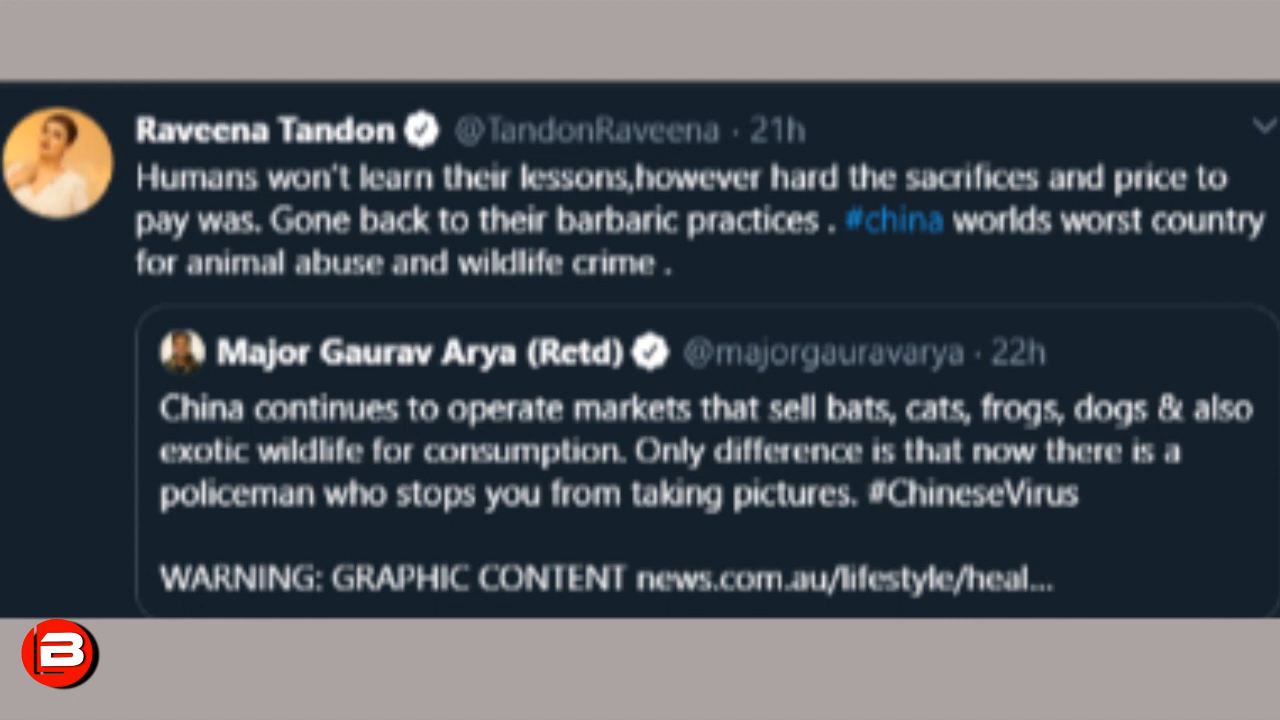 Raveena Tandon @TandonRaveena · 21h
Humans won't learn their lessons,however hard the sacrifices and price to
pay was. Gone back to their barbaric practices . #china worlds worst country
for animal abuse and wildlife crime .
Major Gaurav Arya (Retd) @majorgauravarya · 22h
China continues to operate markets that sell bats, cats, frogs, dogs & also
exotic wildlife for consumption. Only difference is that now there is a
policeman who stops you from taking pictures. #ChineseVirus
WARNING: GRAPHIC CONTENT news.com.au/lifestyle/heal...
B